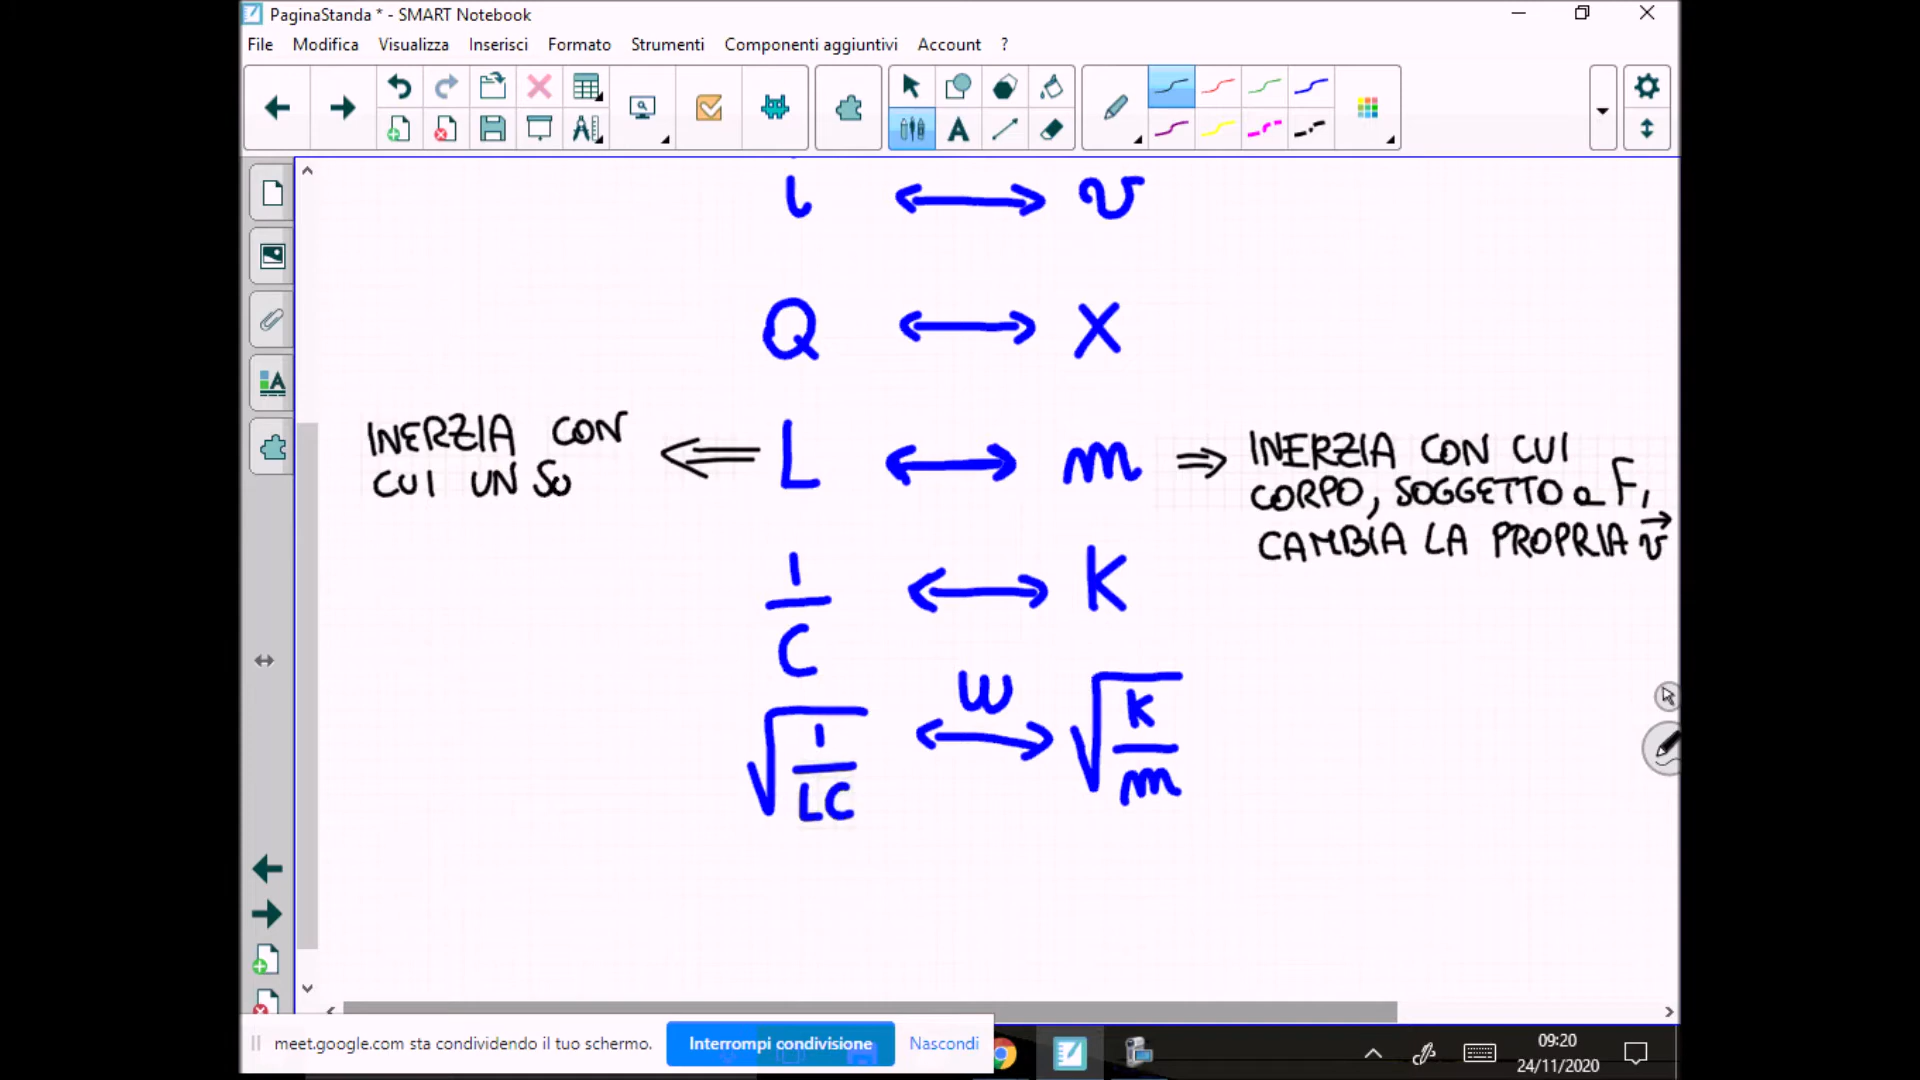 PaginaStanda * - SMART Notebook
File Modifica Visualizza Inserisci Formato Strumenti Componenti aggiuntivi Account ?
i ⟷ v
Q ⟷ X
INERZIA CON
CUI UN SO
⇐ L ⟷ m ⇒
INERZIA CON CUI
CORPO, SOGGETTO a F,
CAMBIA LA PROPRIA v⃗
1/C ⟷ K
√(1/LC) ⟷ω √(K/m)
meet.google.com sta condividendo il tuo schermo. Interrompi condivisione Nascondi
09:20
24/11/2020